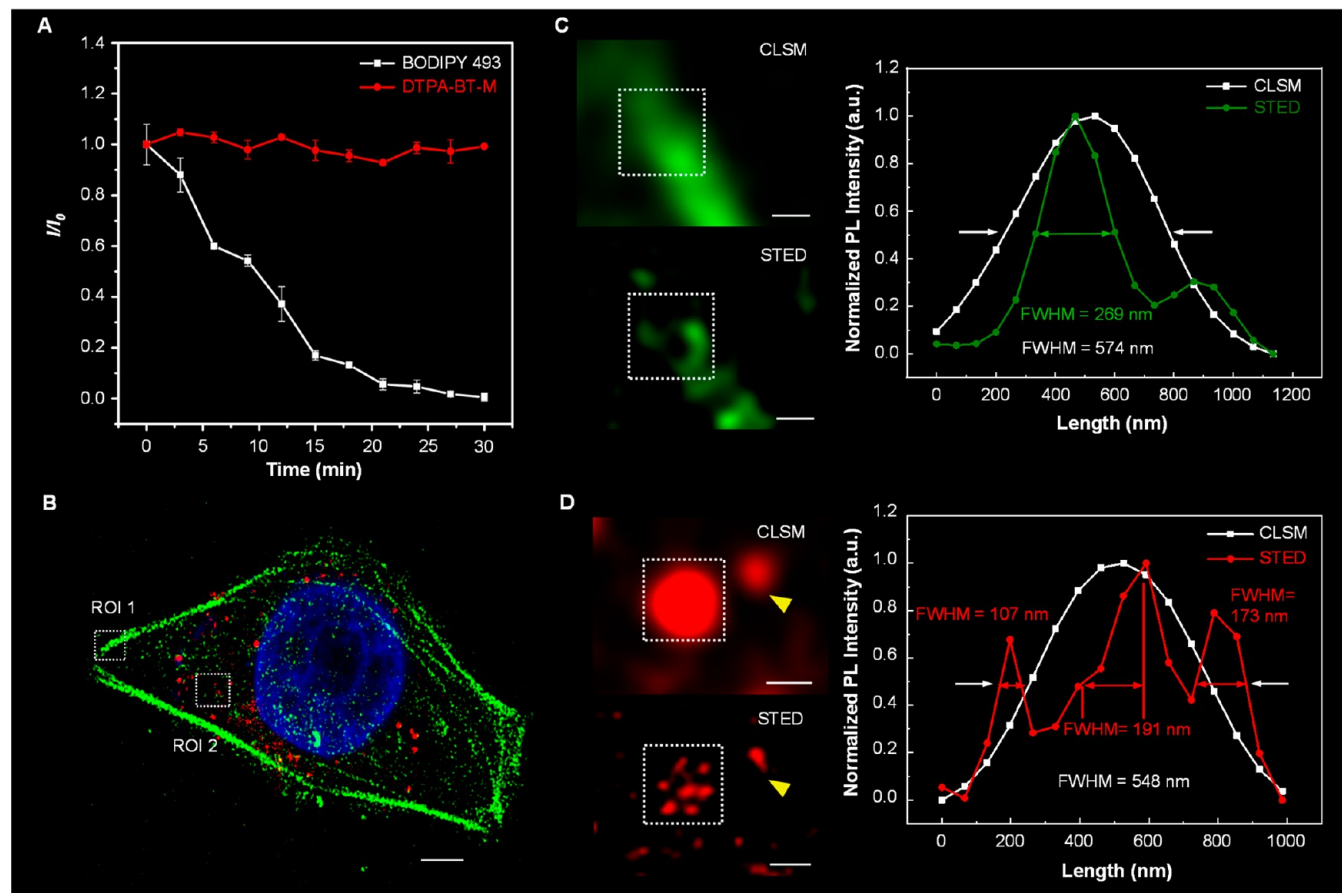 A
1.4
1.2
1.0
0.8
0.6
0.4
0.2
0.0
I/I0
BODIPY 493
DTPA-BT-M
0 5 10 15 20 25 30
Time (min)
C
CLSM
STED
1.2
1.0
0.8
0.6
0.4
0.2
0.0
Normalized PL Intensity (a.u.)
CLSM
STED
FWHM = 269 nm
FWHM = 574 nm
0 200 400 600 800 1000 1200
Length (nm)
B
ROI 1
ROI 2
D
CLSM
STED
1.2
1.0
0.8
0.6
0.4
0.2
0.0
Normalized PL Intensity (a.u.)
CLSM
STED
FWHM = 107 nm
FWHM=
173 nm
FWHM= 191 nm
FWHM = 548 nm
0 200 400 600 800 1000
Length (nm)